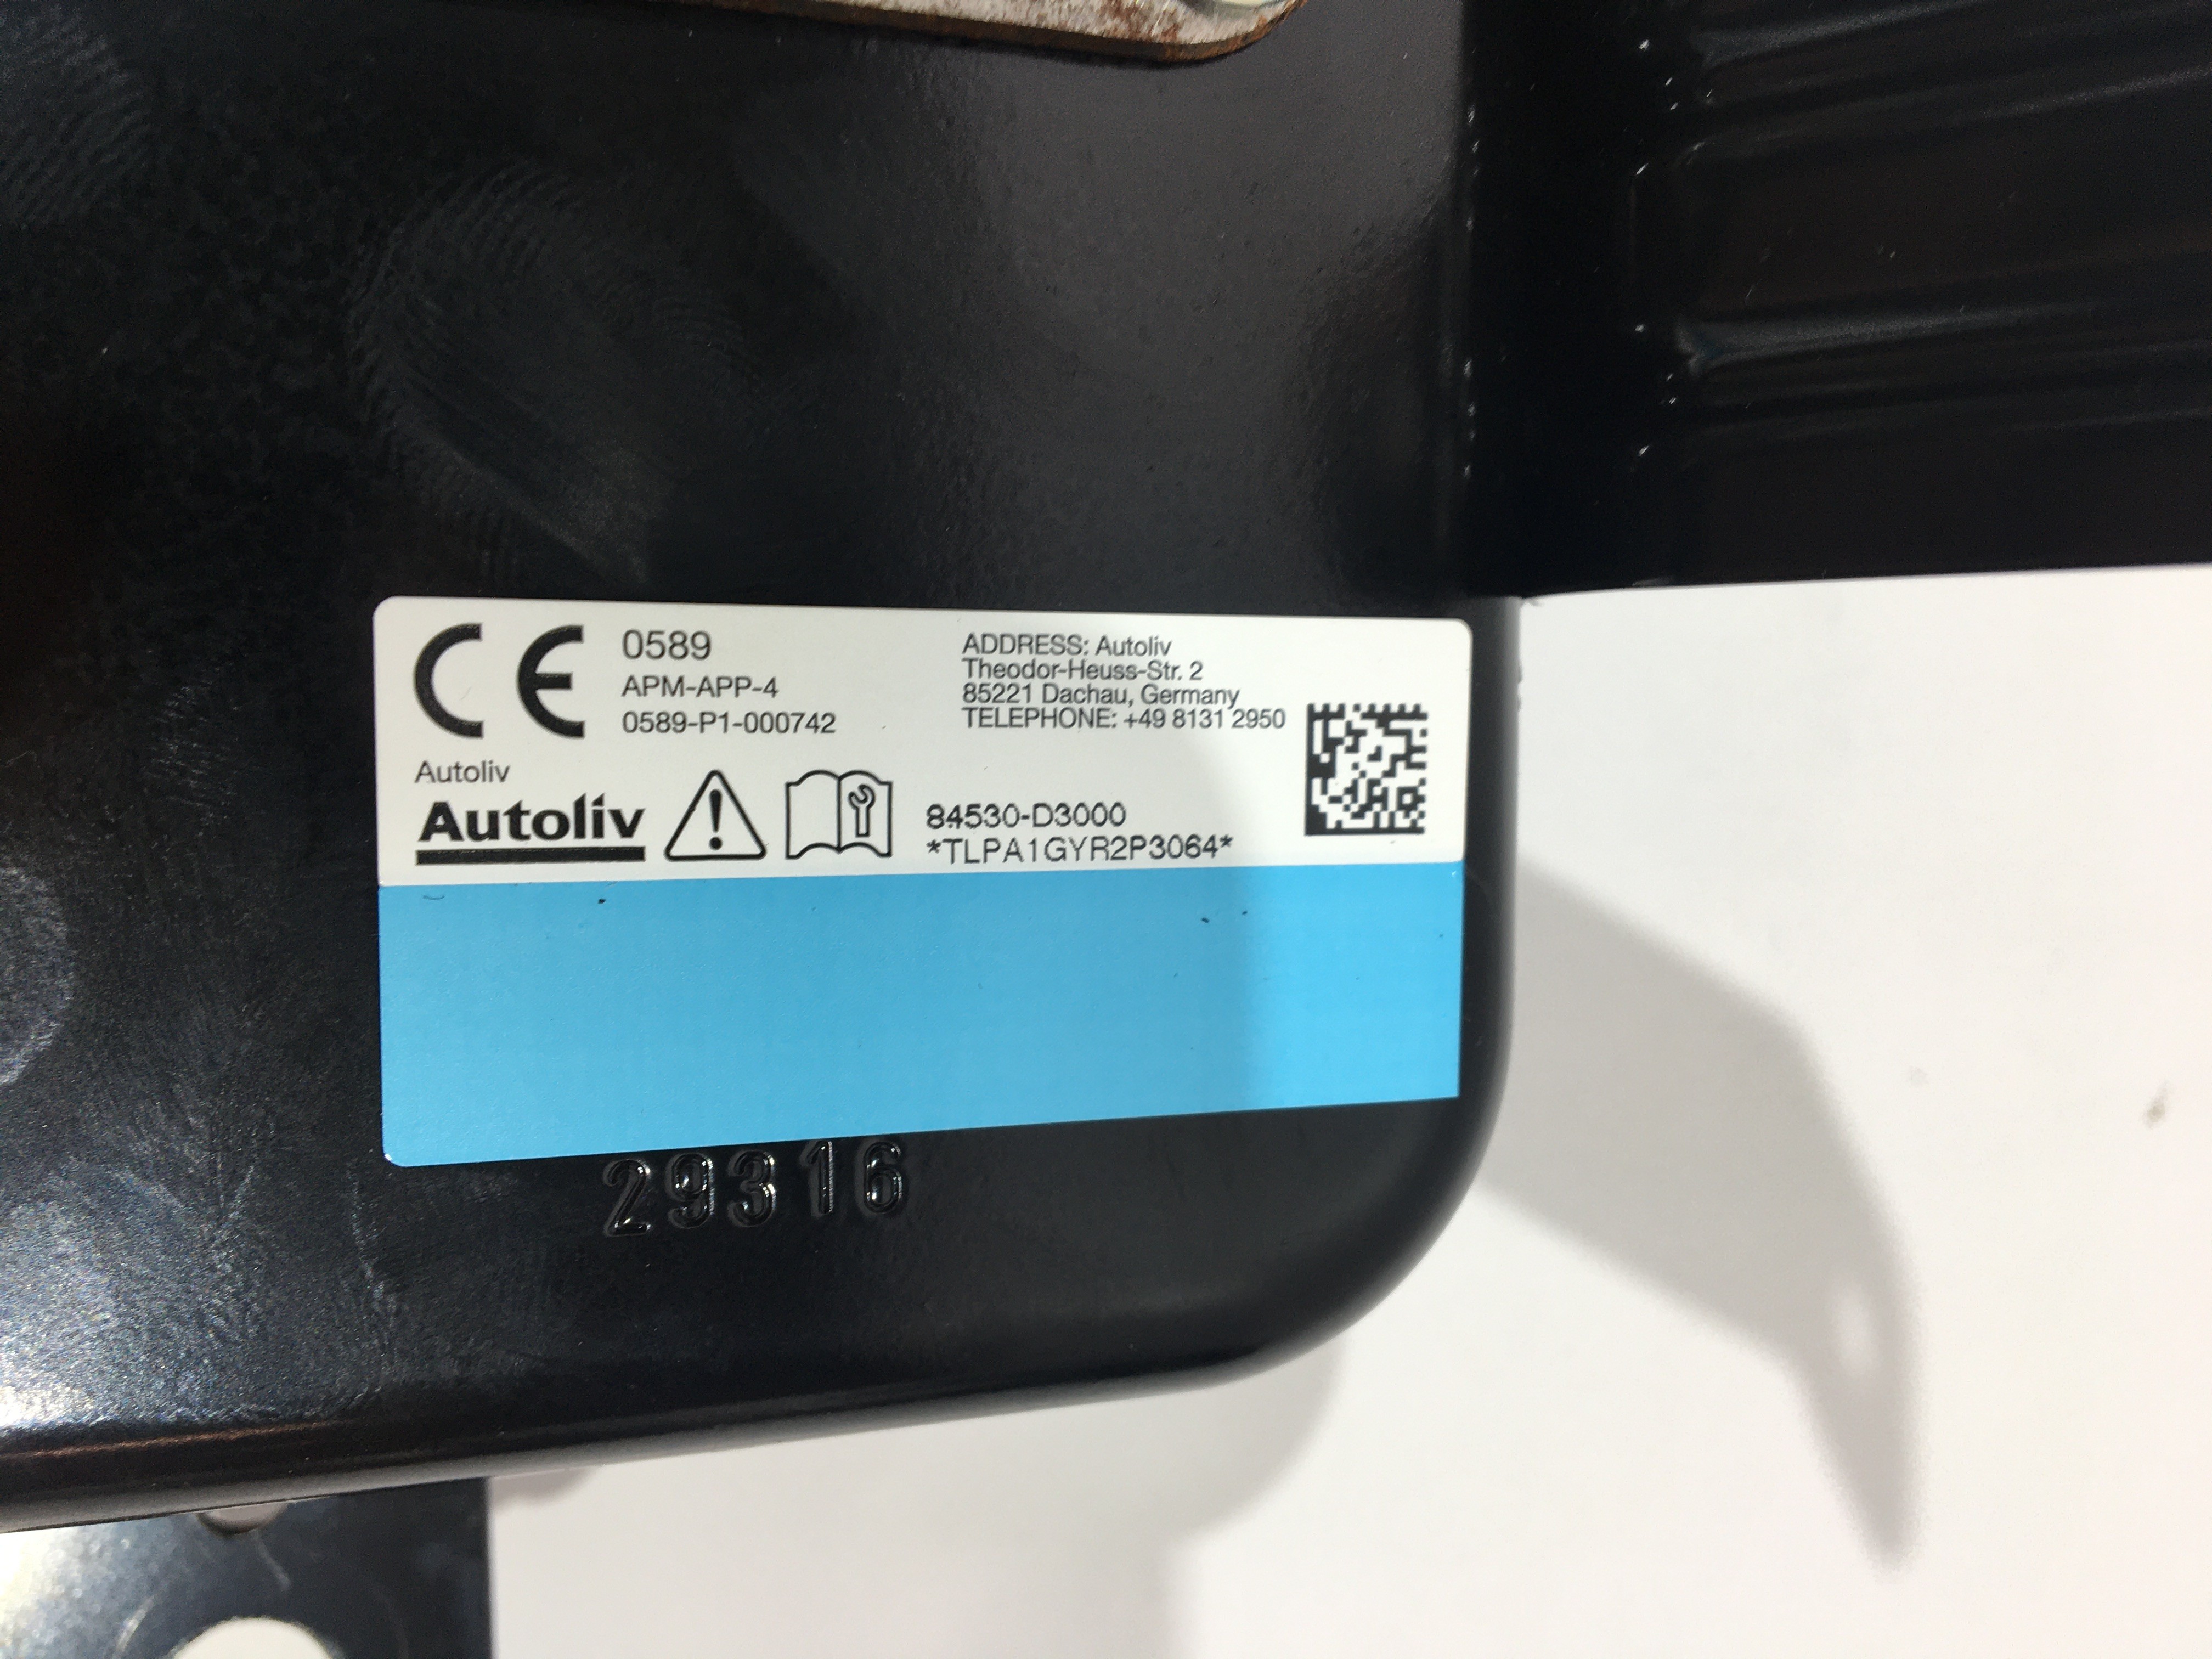 CE 0589
APM-APP-4
0589-P1-000742
ADDRESS: Autoliv
Theodor-Heuss-Str. 2
85221 Dachau, Germany
TELEPHONE: +49 8131 2950
Autoliv
Autoliv
84530-D3000
*TLPA1GYR2P3064*
29316